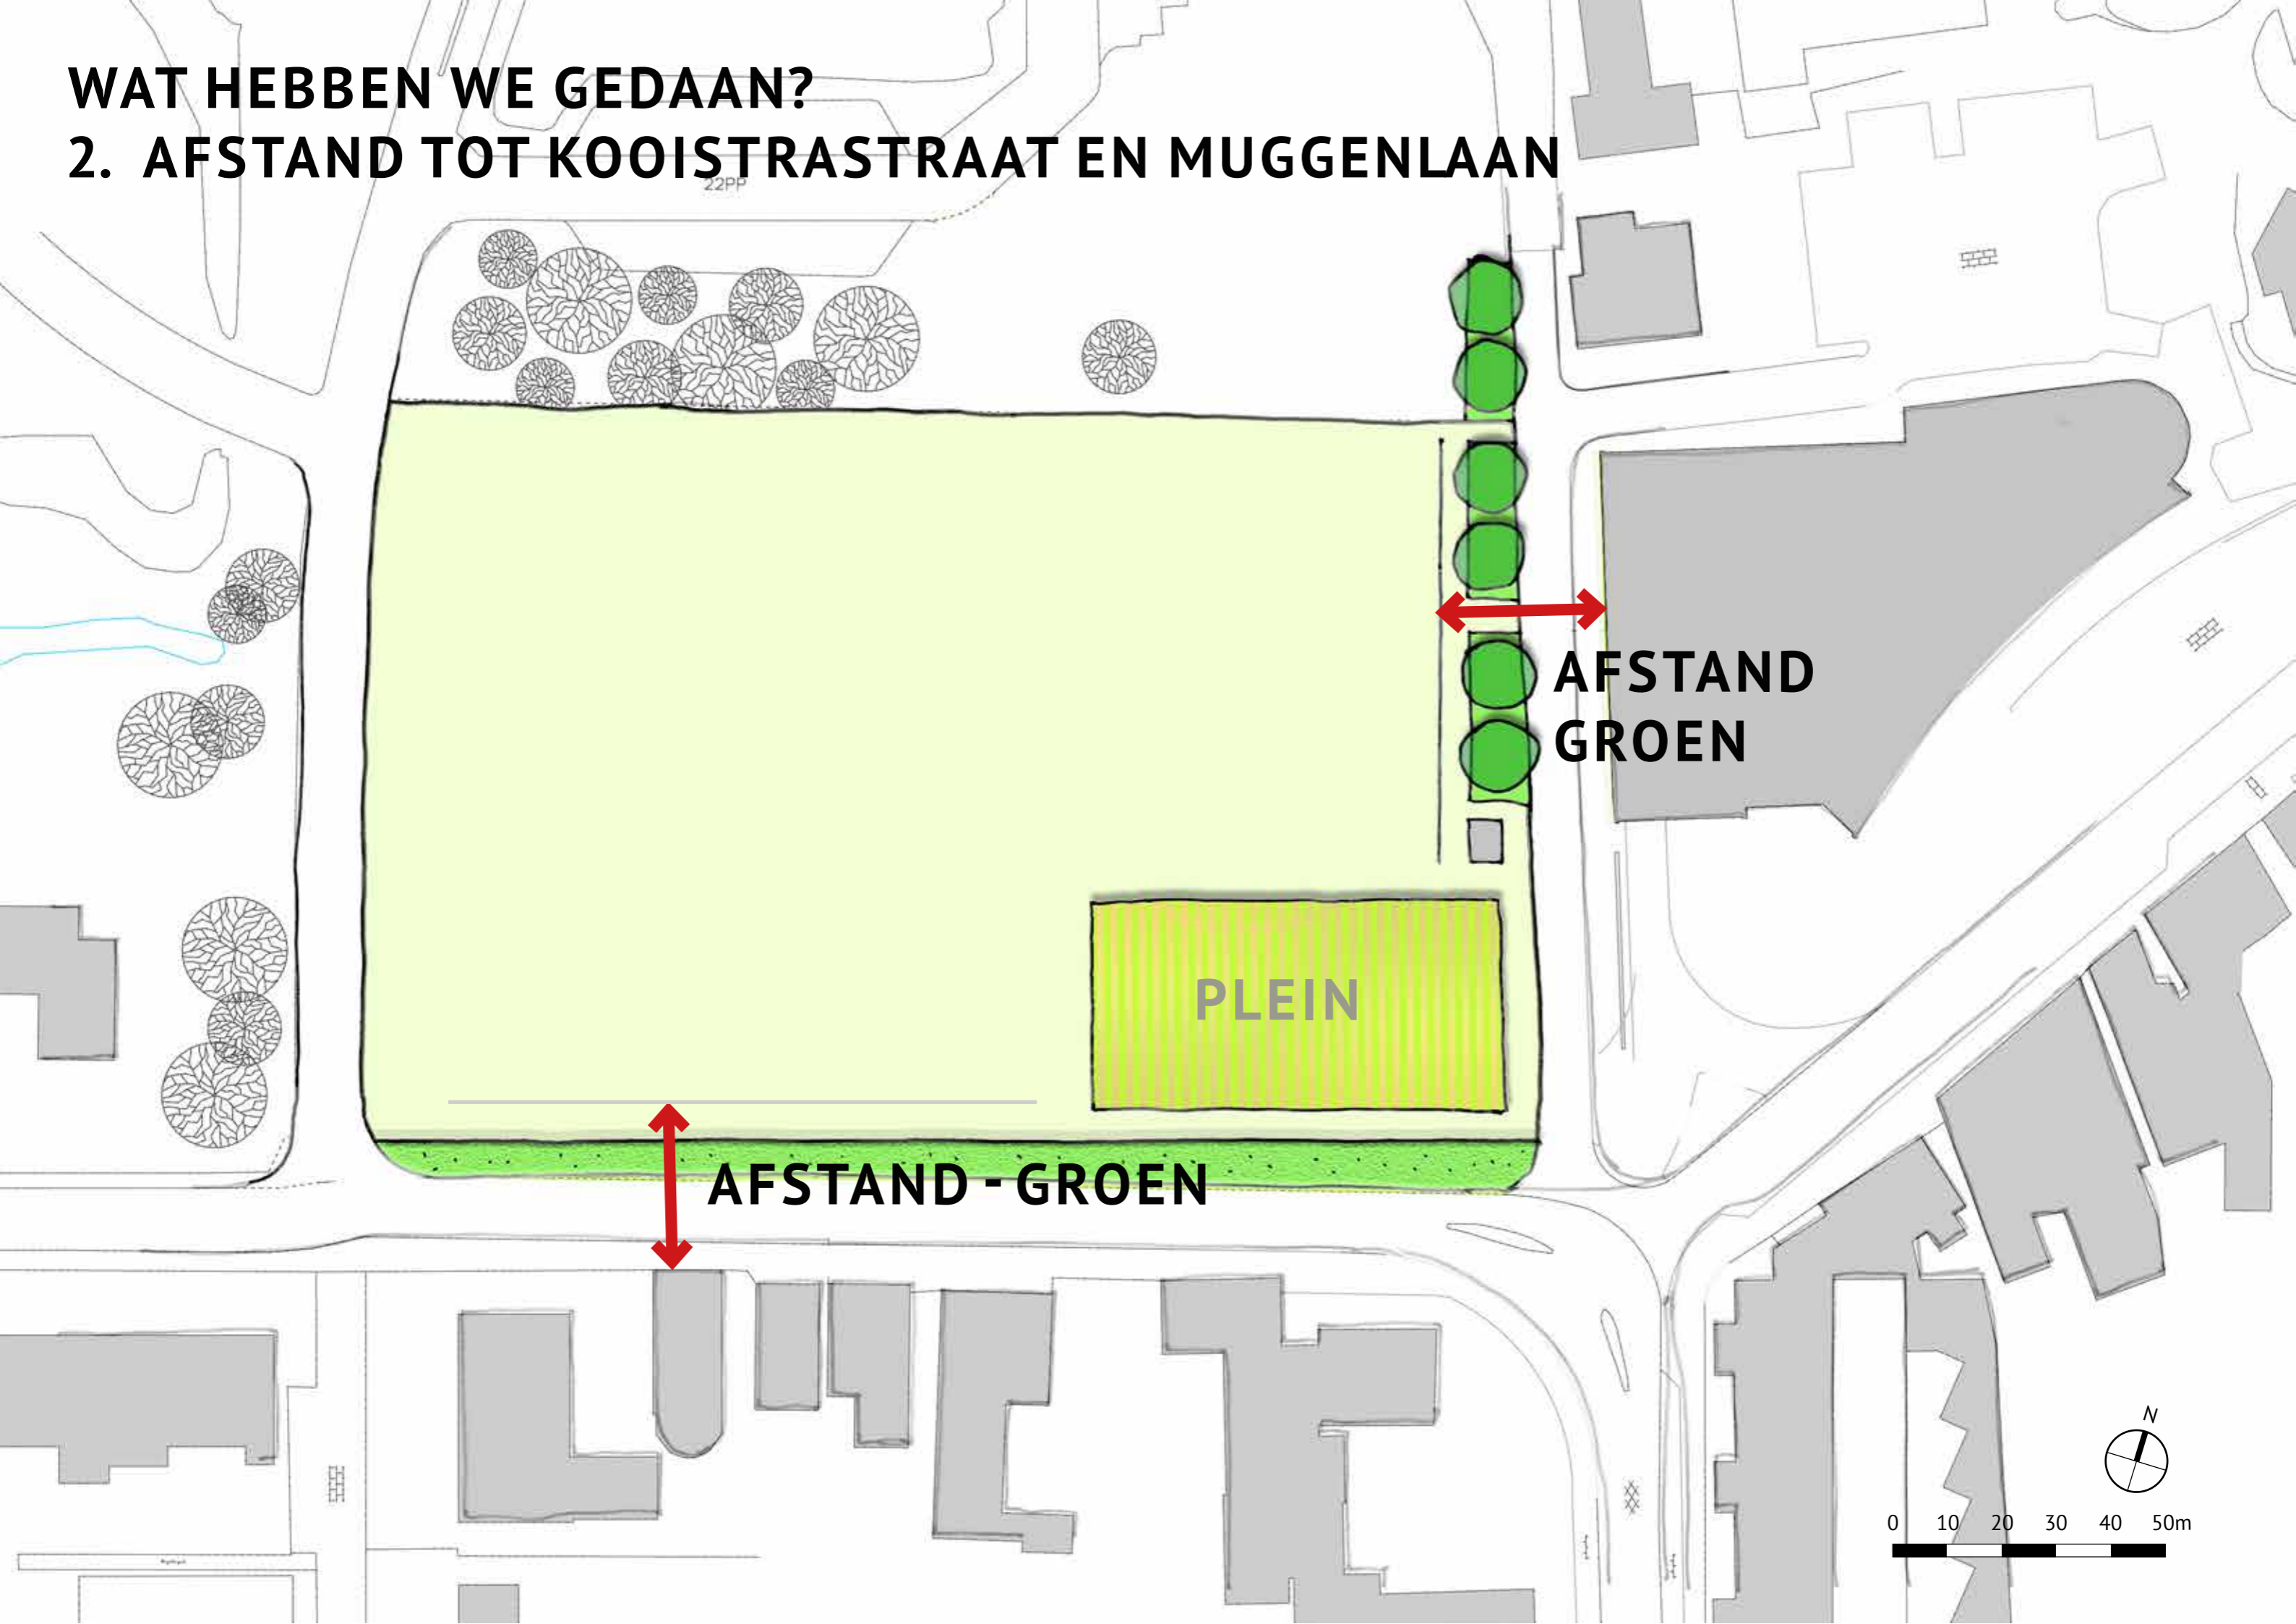 WAT HEBBEN WE GEDAAN?
2. AFSTAND TOT KOOISTRASTRAAT EN MUGGENLAAN
22PP
AFSTAND
GROEN
PLEIN
AFSTAND - GROEN
N
0 10 20 30 40 50m